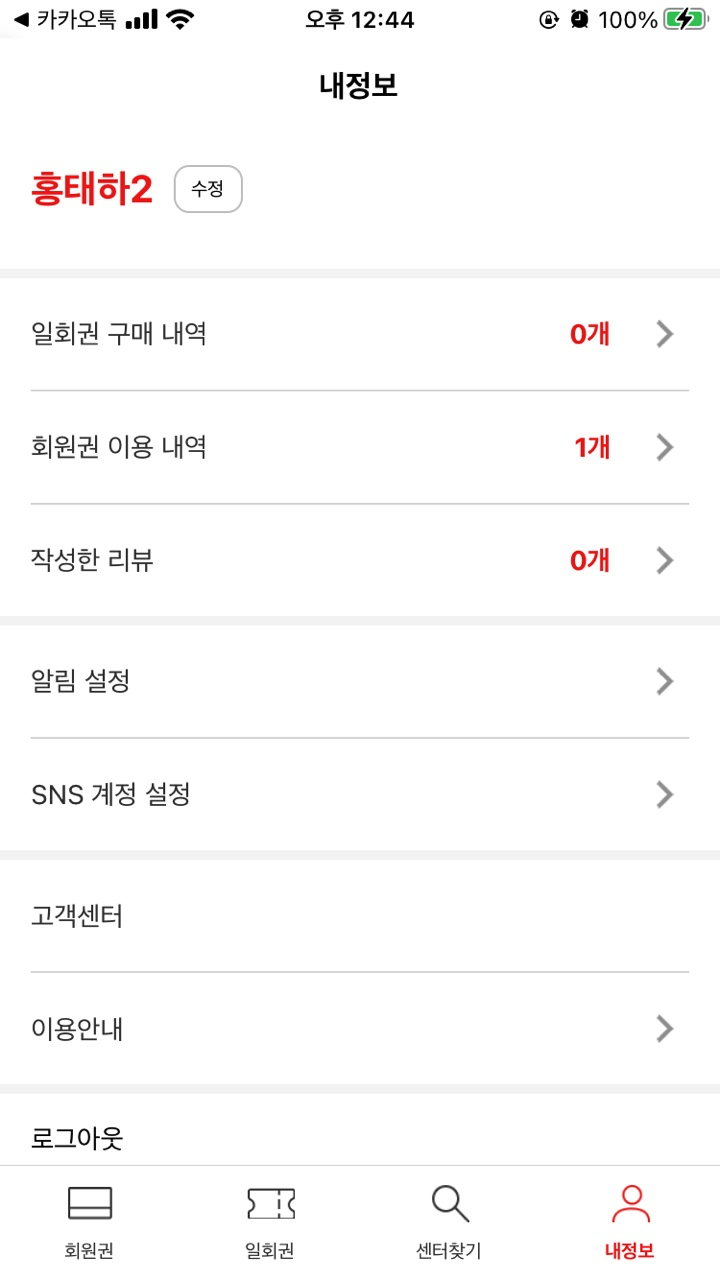 카카오톡 오후 12:44 100%
내정보
홍태하2 수정
일회권 구매 내역 0개
회원권 이용 내역 1개
작성한 리뷰 0개
알림 설정
SNS 계정 설정
고객센터
이용안내
로그아웃
회원권 일회권 센터찾기 내정보